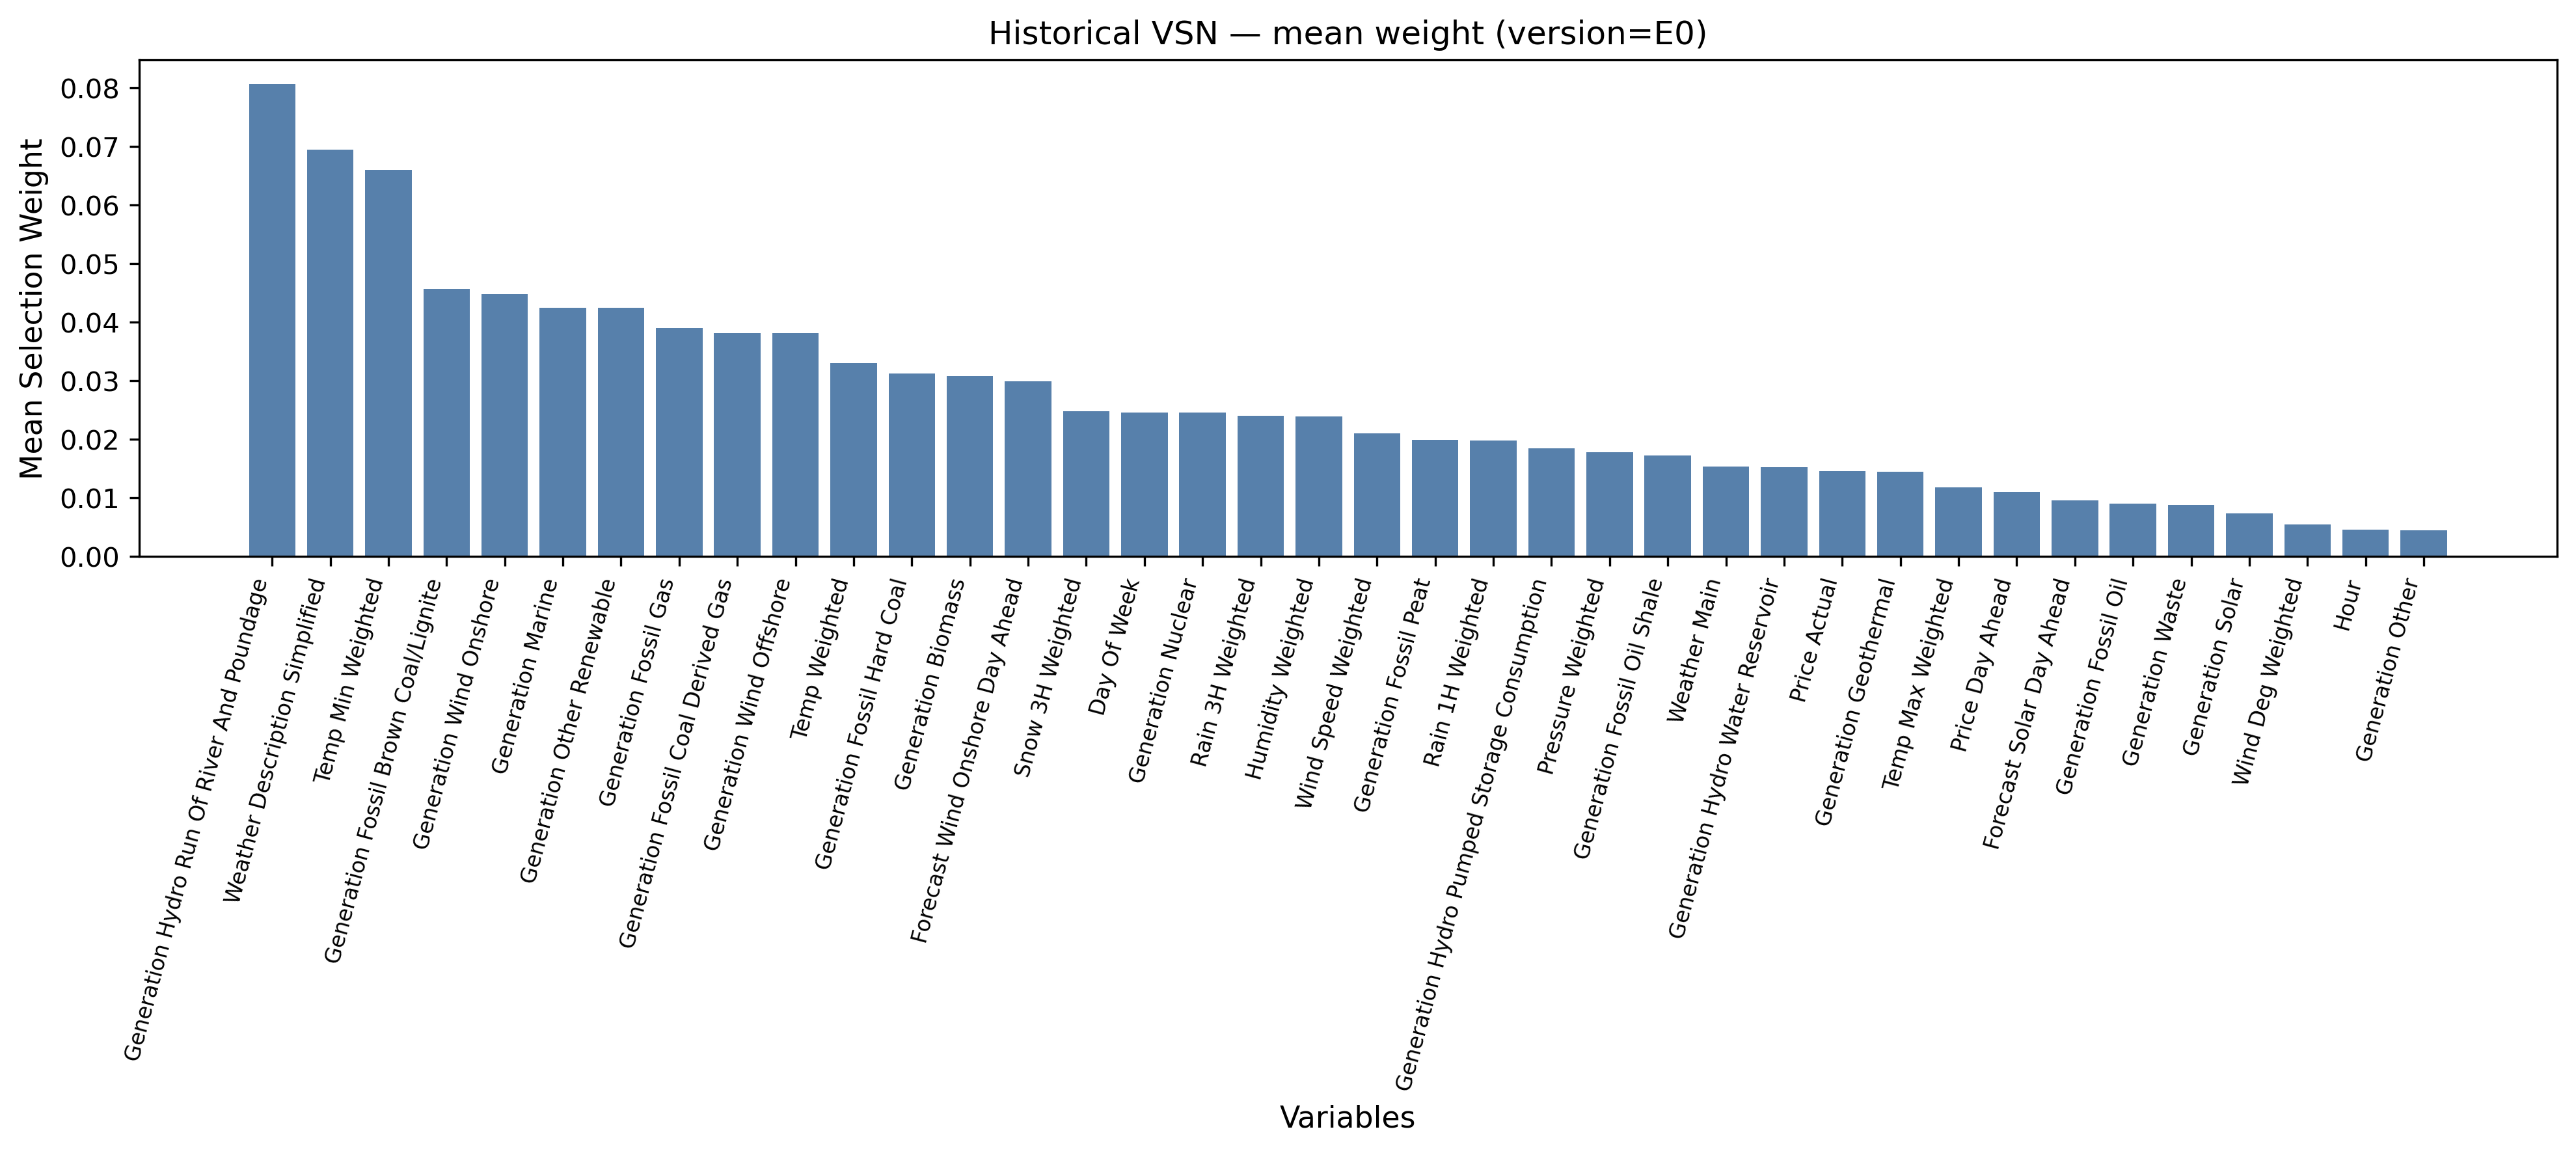 Historical VSN — mean weight (version=E0)
Mean Selection Weight
0.08
0.07
0.06
0.05
0.04
0.03
0.02
0.01
0.00
Generation Hydro Run Of River And Poundage
Weather Description Simplified
Temp Min Weighted
Generation Fossil Brown Coal/Lignite
Generation Wind Onshore
Generation Marine
Generation Other Renewable
Generation Fossil Gas
Generation Fossil Coal Derived Gas
Generation Wind Offshore
Temp Weighted
Generation Fossil Hard Coal
Generation Biomass
Forecast Wind Onshore Day Ahead
Snow 3H Weighted
Day Of Week
Generation Nuclear
Rain 3H Weighted
Humidity Weighted
Wind Speed Weighted
Generation Fossil Peat
Rain 1H Weighted
Generation Hydro Pumped Storage Consumption
Pressure Weighted
Generation Fossil Oil Shale
Weather Main
Generation Hydro Water Reservoir
Price Actual
Generation Geothermal
Temp Max Weighted
Price Day Ahead
Forecast Solar Day Ahead
Generation Fossil Oil
Generation Waste
Generation Solar
Wind Deg Weighted
Hour
Generation Other
Variables